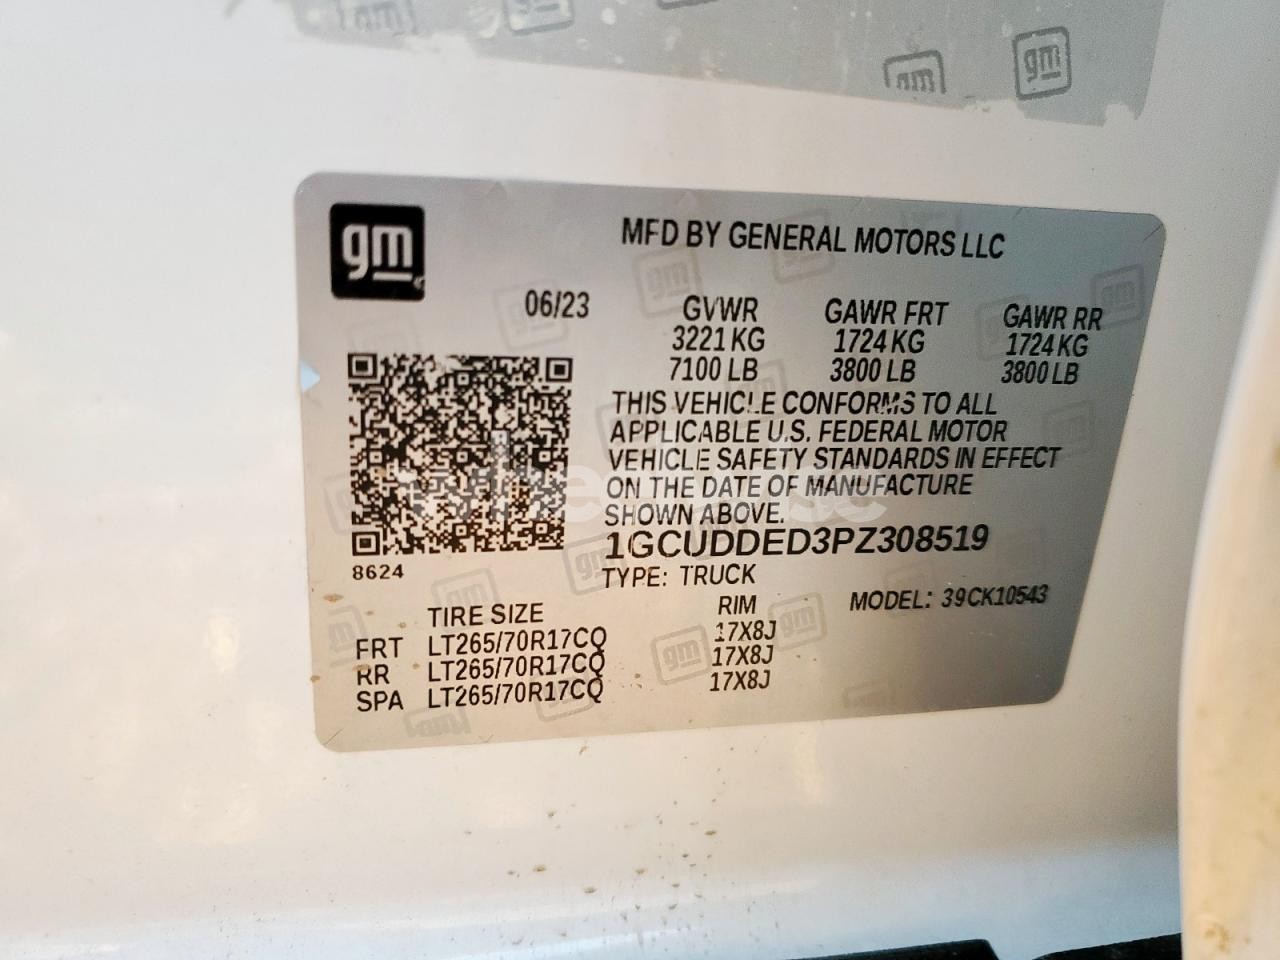 gm
MFD BY GENERAL MOTORS LLC
06/23 GVWR GAWR FRT GAWR RR
3221 KG 1724 KG 1724 KG
7100 LB 3800 LB 3800 LB
THIS VEHICLE CONFORMS TO ALL
APPLICABLE U.S. FEDERAL MOTOR
VEHICLE SAFETY STANDARDS IN EFFECT
ON THE DATE OF MANUFACTURE
SHOWN ABOVE.
1GCUDDED3PZ308519
8624
TYPE: TRUCK
TIRE SIZE RIM MODEL: 39CK10543
FRT LT265/70R17CQ 17X8J
RR LT265/70R17CQ 17X8J
SPA LT265/70R17CQ 17X8J